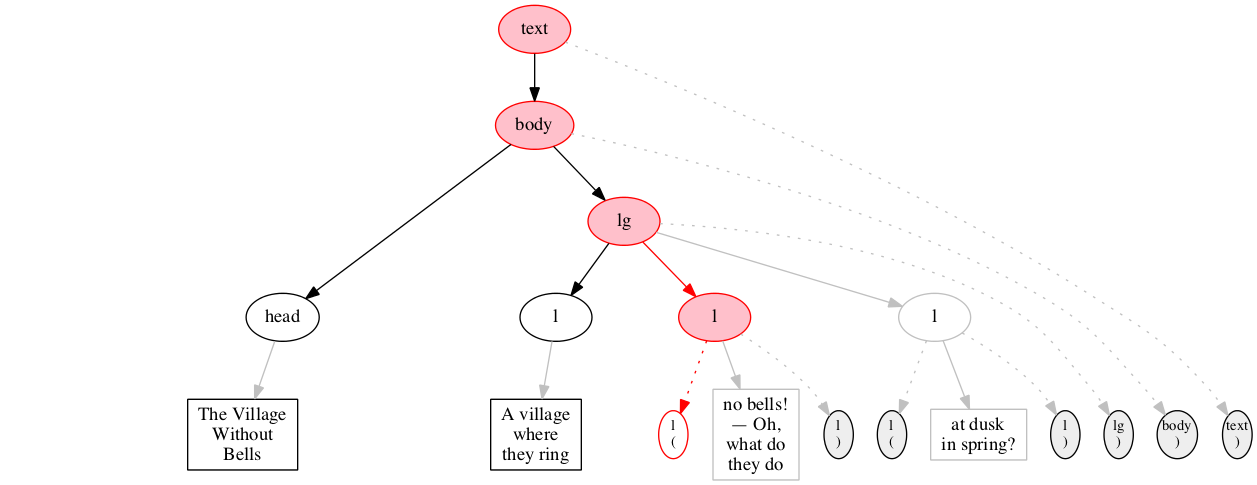 text
body
lg
head
l
l
l
The Village
Without
Bells
A village
where
they ring
l
(
no bells!
— Oh,
what do
they do
l
)
l
(
at dusk
in spring?
l
)
lg
)
body
)
text
)